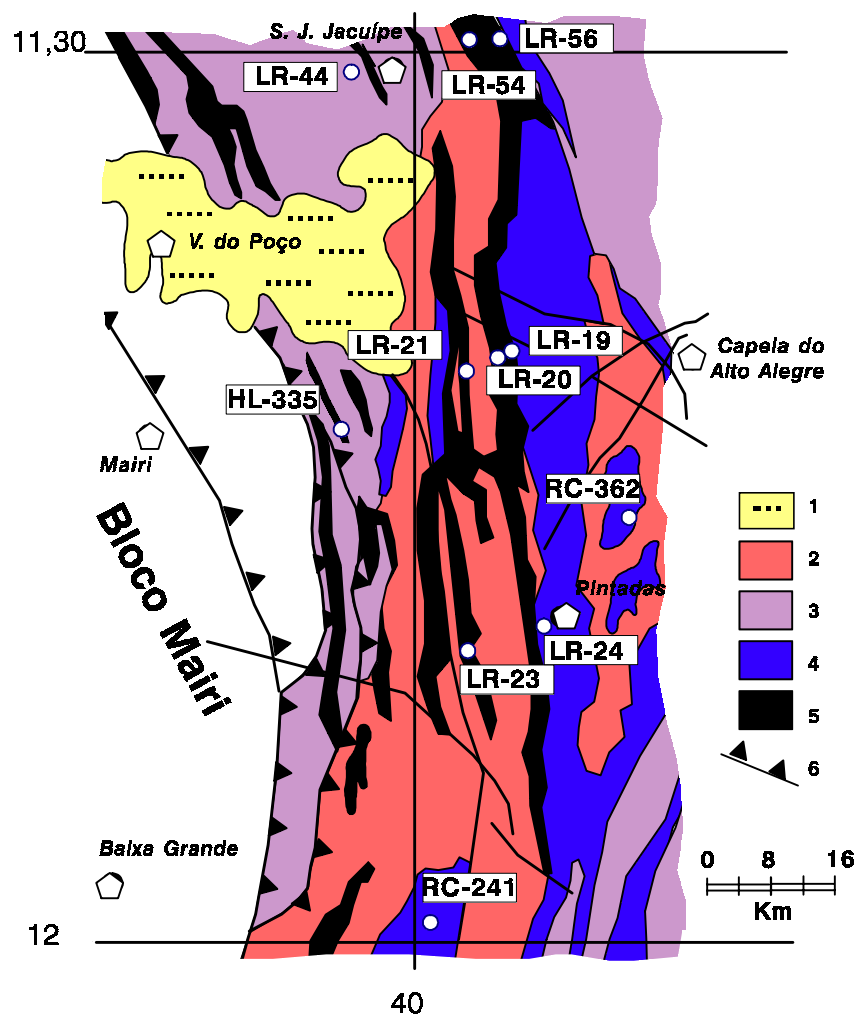 S. J. Jacuípe
11,30
LR-56
LR-44
LR-54
V. do Poço
LR-19
LR-21
Capela do
Alto Alegre
LR-20
HL-335
Mairi
RC-362
1
Bloco Mairi
2
Pintadas
3
LR-24
4
LR-23
5
6
Baixa Grande
0 8 16
RC-241
Km
12
40